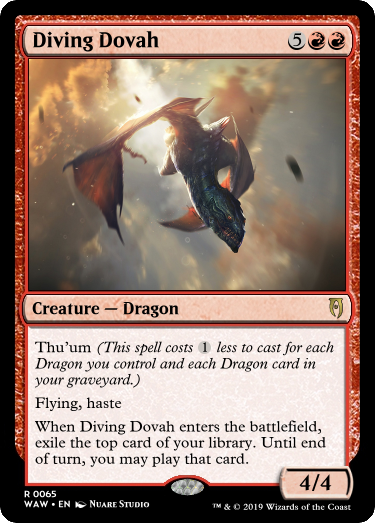 Diving Dovah 5
Creature — Dragon
Thu'um (This spell costs 1 less to cast for each
Dragon you control and each Dragon card in
your graveyard.)
Flying, haste
When Diving Dovah enters the battlefield,
exile the top card of your library. Until end
of turn, you may play that card.
4/4
R 0065
WAW • EN Nuare Studio
™ & © 2019 Wizards of the Coast